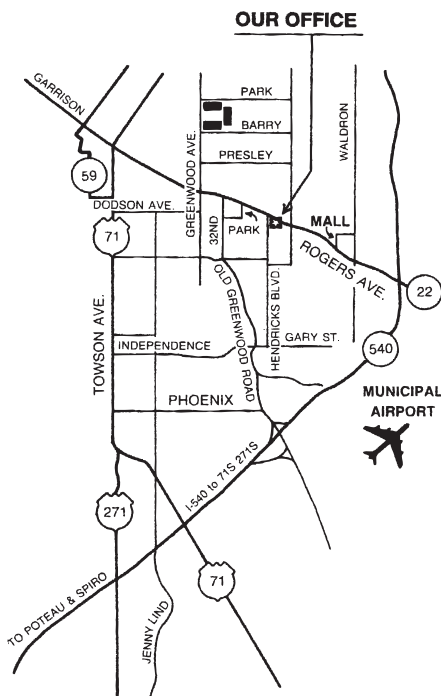 OUR OFFICE
GARRISON
PARK
BARRY
PRESLEY
WALDRON
GREENWOOD AVE.
59
DODSON AVE.
32ND
PARK
MALL
71
ROGERS AVE.
22
OLD GREENWOOD ROAD
HENDRICKS BLVD.
TOWSON AVE.
INDEPENDENCE
GARY ST.
540
PHOENIX
MUNICIPAL
AIRPORT
I-540 to 71S 271S
271
71
TO POTEAU & SPIRO
JENNY LIND